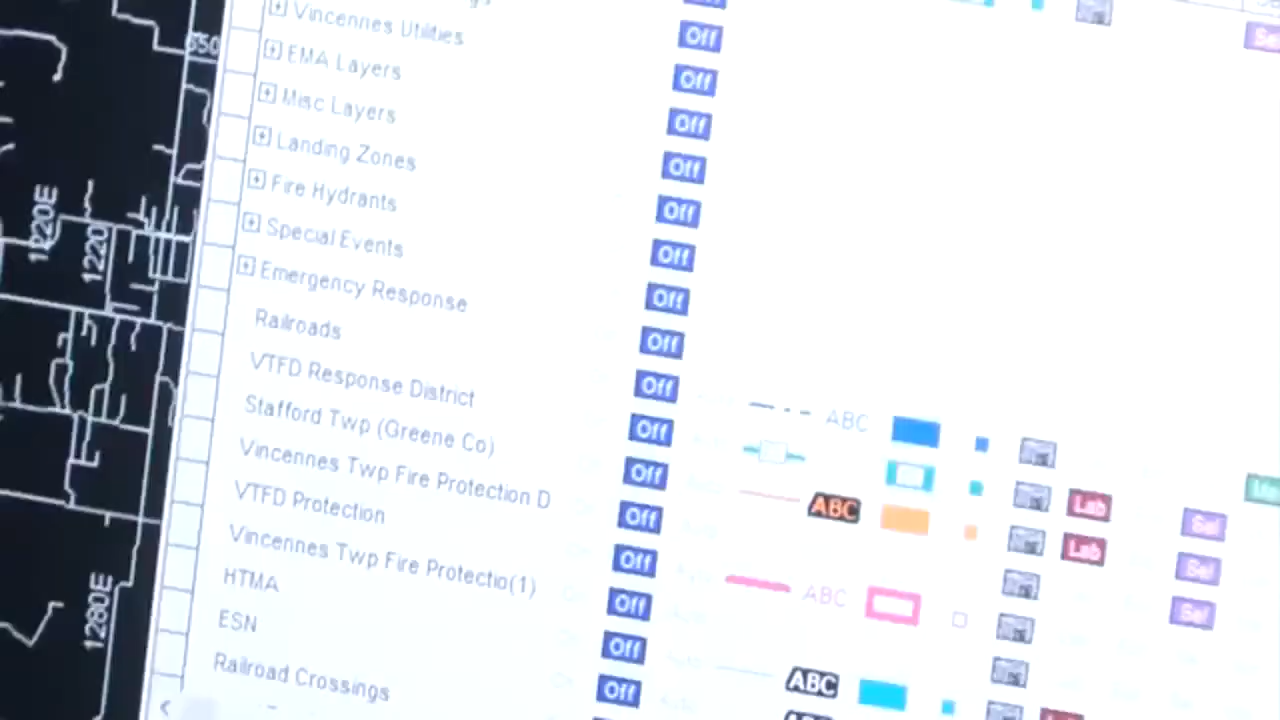 Vincennes Utilities Off
EMA Layers Off
Misc Layers Off
Landing Zones Off
Fire Hydrants Off
Special Events Off
Emergency Response Off
Railroads Off
VTFD Response District Off ABC
Stafford Twp (Greene Co) Off
Vincennes Twp Fire Protection D Off ABC Lab Sel
VTFD Protection Off Lab Sel
Vincennes Twp Fire Protectio(1) Off ABC Sel
HTMA Off
ESN Off ABC
Railroad Crossings Off
650
1220E
1220
1280E